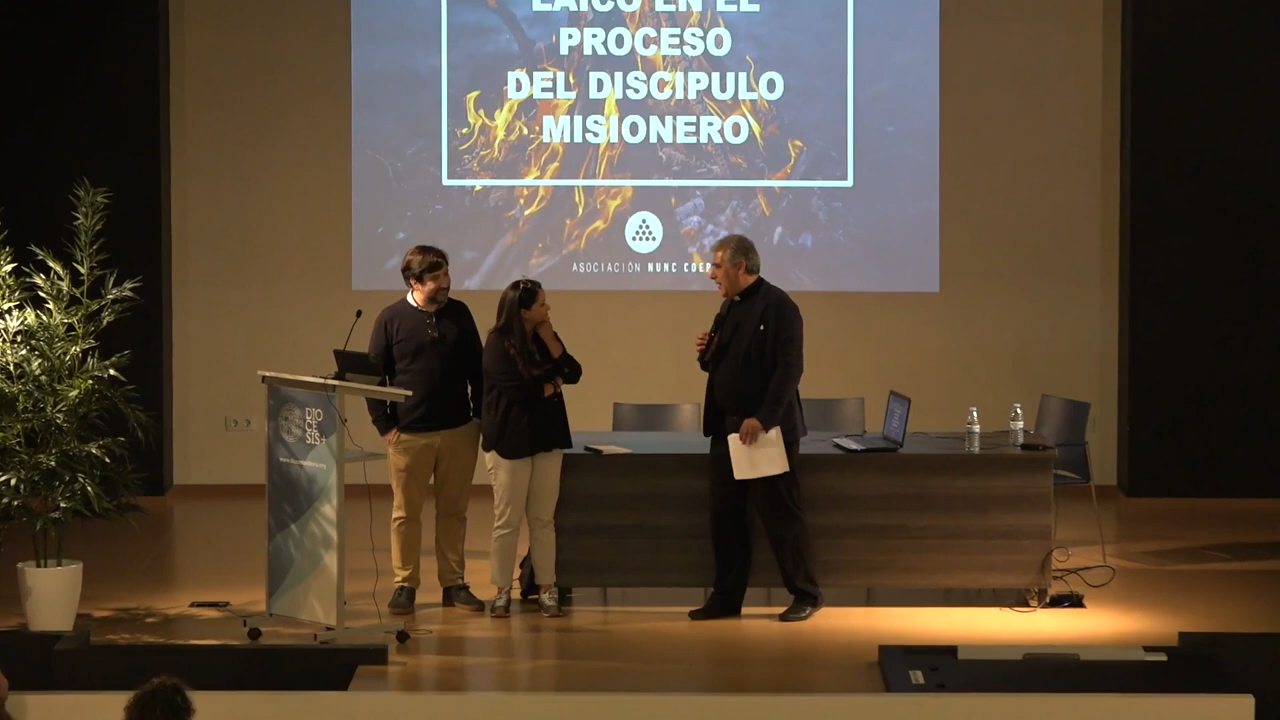 LAICO EN EL
PROCESO
DEL DISCIPULO
MISIONERO
ASOCIACIÓN NUNC COEP
DIO
CE
SIS+